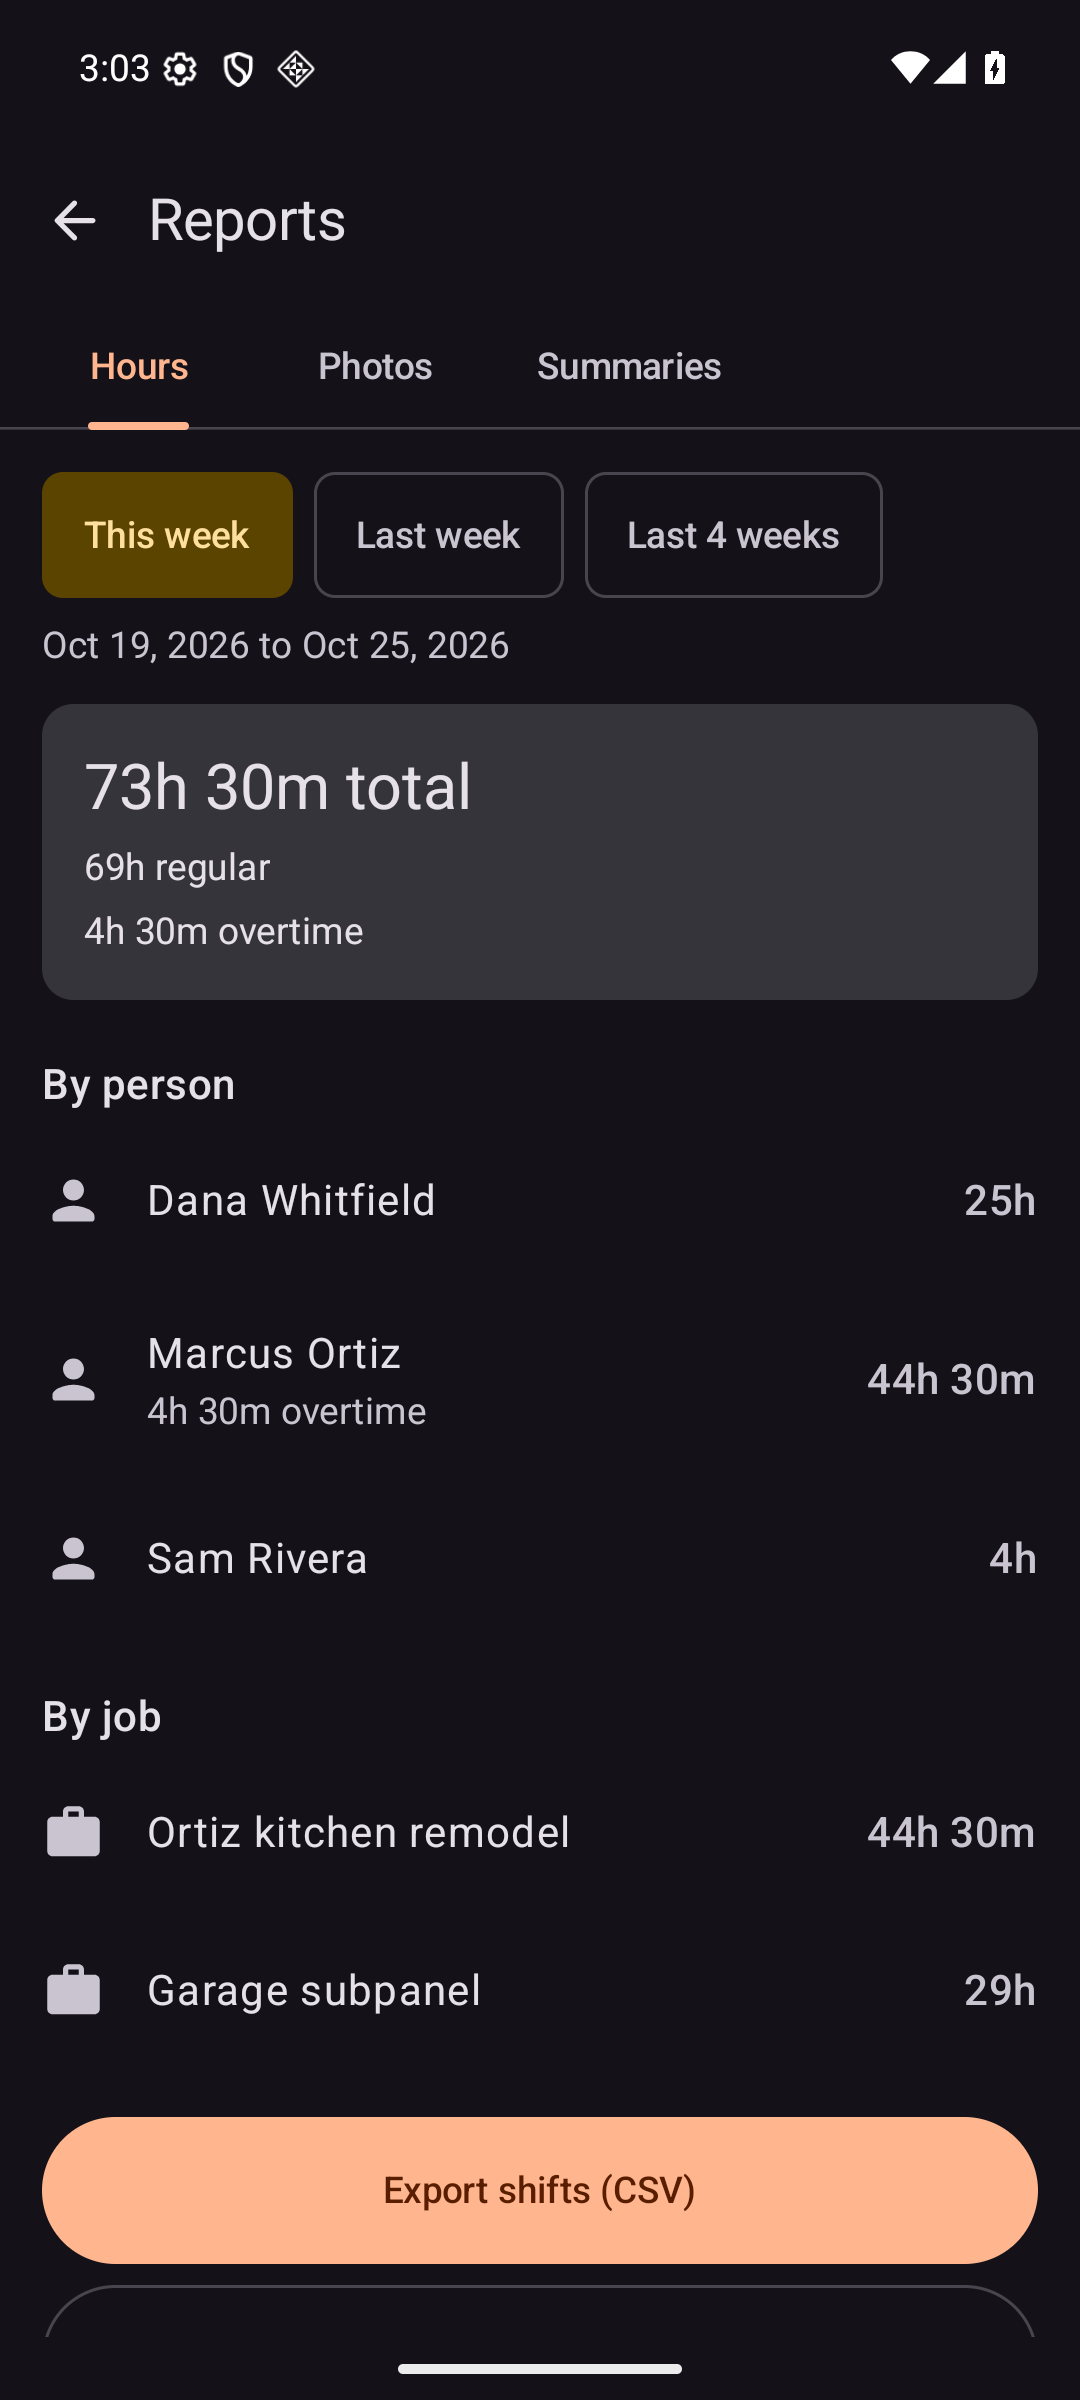 3:03
Reports
Hours Photos Summaries
This week Last week Last 4 weeks
Oct 19, 2026 to Oct 25, 2026
73h 30m total
69h regular
4h 30m overtime
By person
Dana Whitfield 25h
Marcus Ortiz 44h 30m
4h 30m overtime
Sam Rivera 4h
By job
Ortiz kitchen remodel 44h 30m
Garage subpanel 29h
Export shifts (CSV)